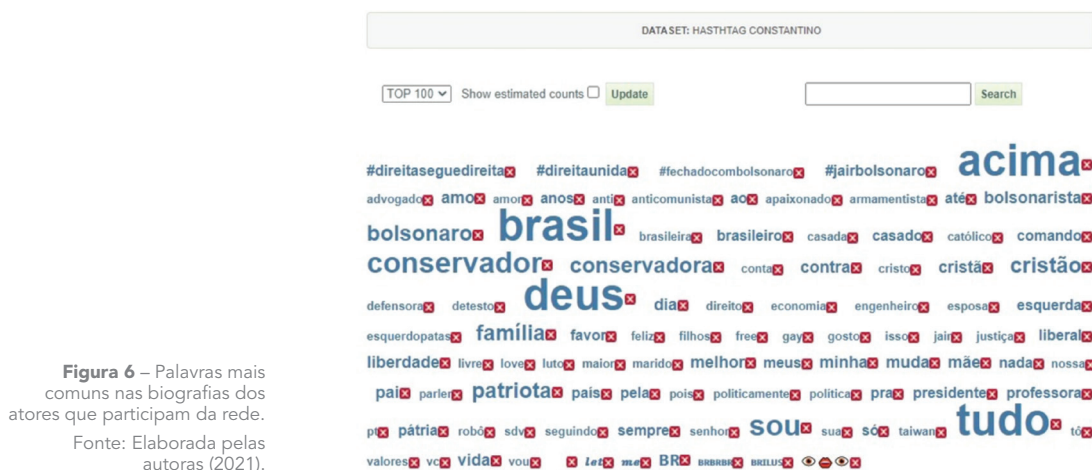 DATASET: HASTHTAG CONSTANTINO
TOP 100 Show estimated counts Update Search
#direitaseguedireita #direitaunida #fechadocombolsonaro #jairbolsonaro acima
advogado amo amor anos anti anticomunista ao apaixonado armamentista até bolsonarista
bolsonaro brasil brasileira brasileiro casada casado católico comando
conservador conservadora conta contra cristo cristã cristão
defensora detesto deus dia direito economia engenheiro esposa esquerda
esquerdopatas família favor feliz filhos free gay gosto isso jair justiça liberal
liberdade livre love luto maior marido melhor meus minha muda mãe nada nossa
pai parler patriota país pela pois politicamente política pra presidente professora
pt pátria robô sdv seguindo sempre senhor sou sua só taiwan tudo tô
valores vc vida vou let me BR BRBRBR BRILUS
Figura 6 – Palavras mais
comuns nas biografias dos
atores que participam da rede.
Fonte: Elaborada pelas
autoras (2021).